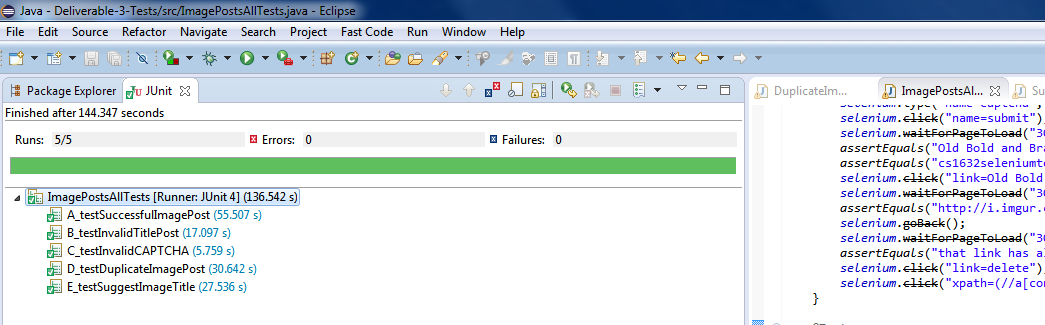 Java - Deliverable-3-Tests/src/ImagePostsAllTests.java - Eclipse
File Edit Source Refactor Navigate Search Project Fast Code Run Window Help
Package Explorer JUnit
DuplicateIm... ImagePostsAl... Su
Finished after 144.347 seconds
Runs: 5/5 Errors: 0 Failures: 0
ImagePostsAllTests [Runner: JUnit 4] (136.542 s)
A_testSuccessfulImagePost (55.507 s)
B_testInvalidTitlePost (17.097 s)
C_testInvalidCAPTCHA (5.759 s)
D_testDuplicateImagePost (30.642 s)
E_testSuggestImageTitle (27.536 s)
selenium.type("name=captcha",
selenium.click("name=submit");
selenium.waitForPageToLoad("30
assertEquals("Old Bold and Bra
assertEquals("cs1632seleniumte
selenium.click("link=Old Bold
selenium.waitForPageToLoad("30
assertEquals("http://i.imgur.c
selenium.goBack();
selenium.waitForPageToLoad("30
assertEquals("that link has al
selenium.click("link=delete");
selenium.click("xpath=(//a[con
}